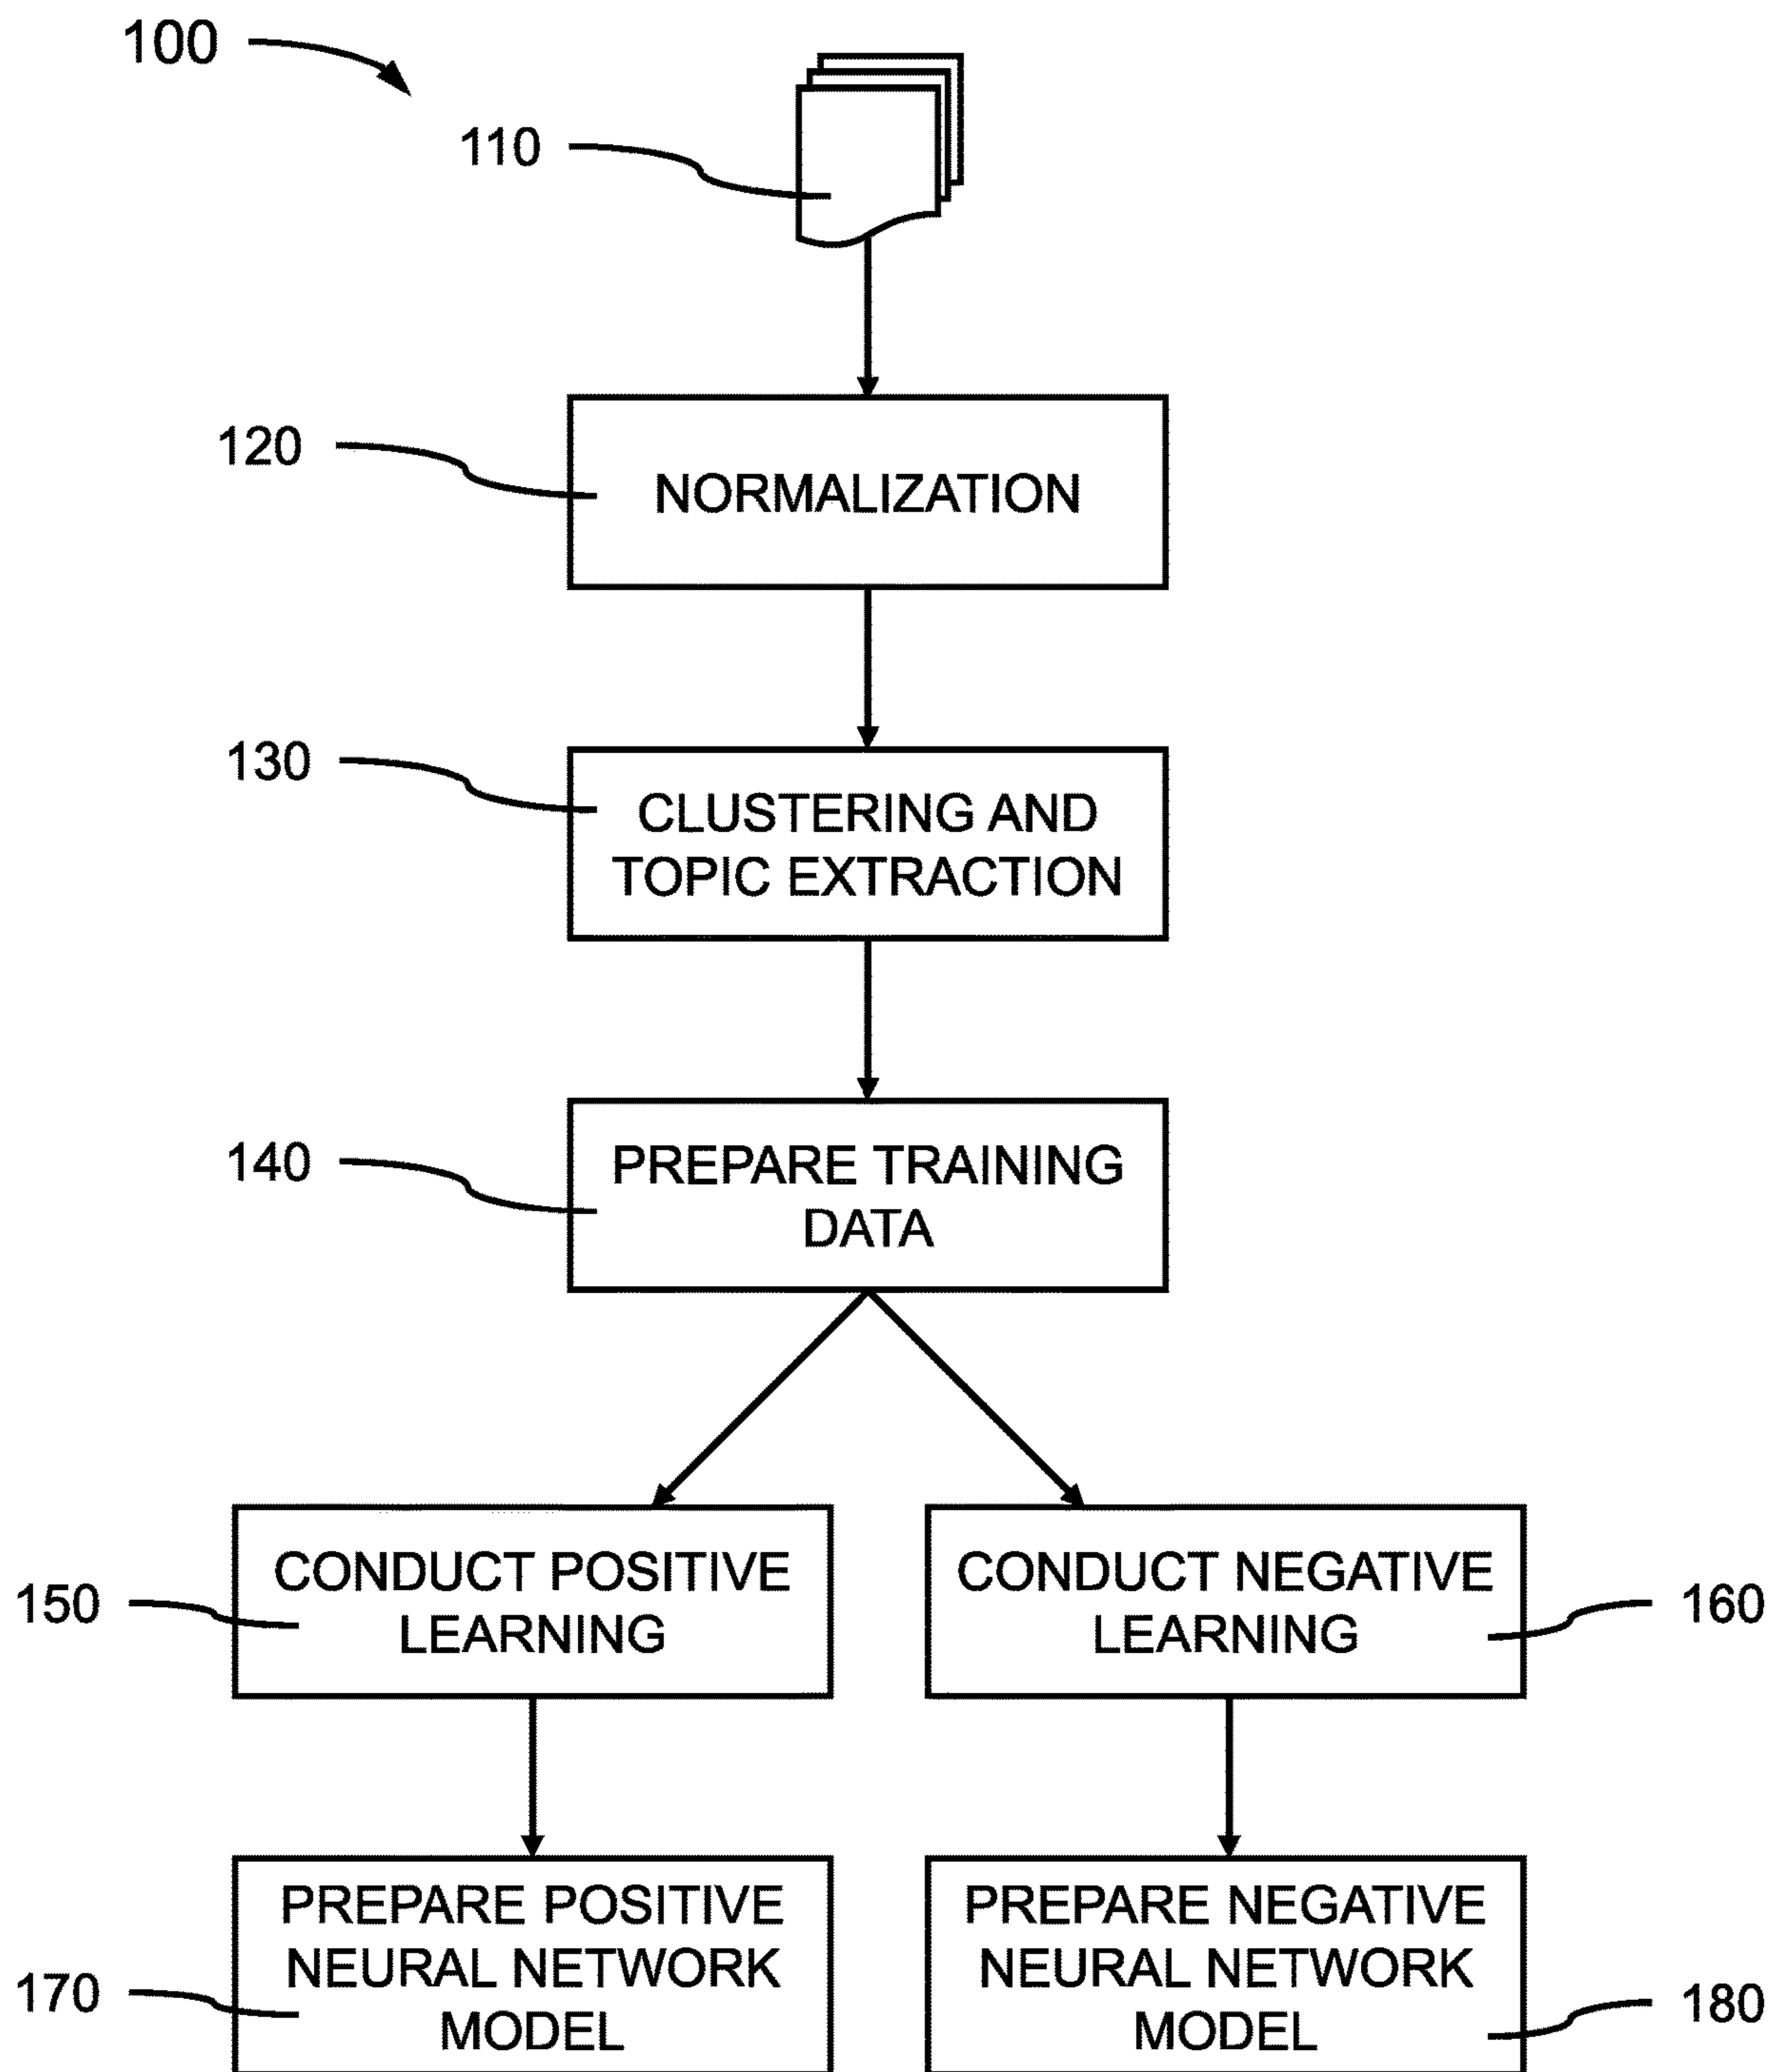 100
110
120
NORMALIZATION
130
CLUSTERING AND
TOPIC EXTRACTION
140
PREPARE TRAINING
DATA
150
CONDUCT POSITIVE
LEARNING
CONDUCT NEGATIVE
LEARNING
160
170
PREPARE POSITIVE
NEURAL NETWORK
MODEL
PREPARE NEGATIVE
NEURAL NETWORK
MODEL
180